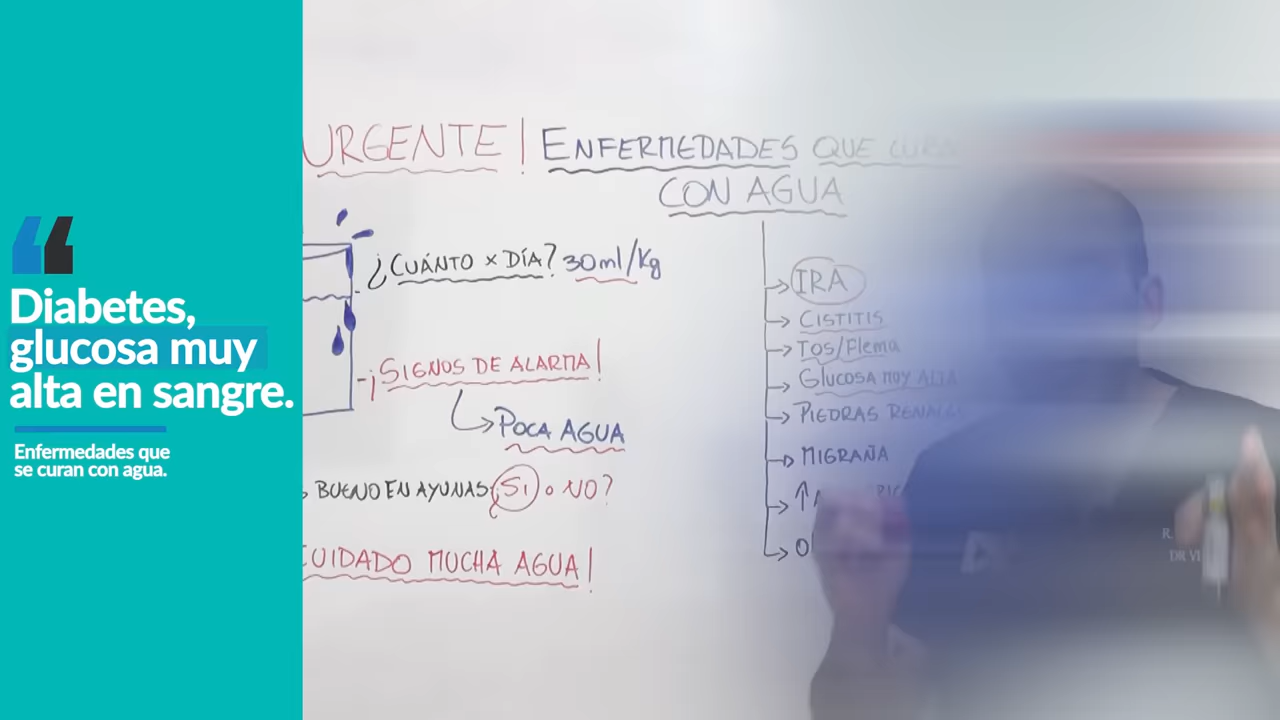 Diabetes,
glucosa muy
alta en sangre.
Enfermedades que
se curan con agua.
URGENTE! ENFERMEDADES QUE CURAN
CON AGUA
¿CUÁNTO x DÍA? 30ml/Kg
¡SIGNOS DE ALARMA!
POCA AGUA
BUENO EN AYUNAS ¿SI o NO?
CUIDADO MUCHA AGUA!
IRA
CISTITIS
TOS/Flema
GLUCOSA MUY ALTA
PIEDRAS RENALES
MIGRAÑA